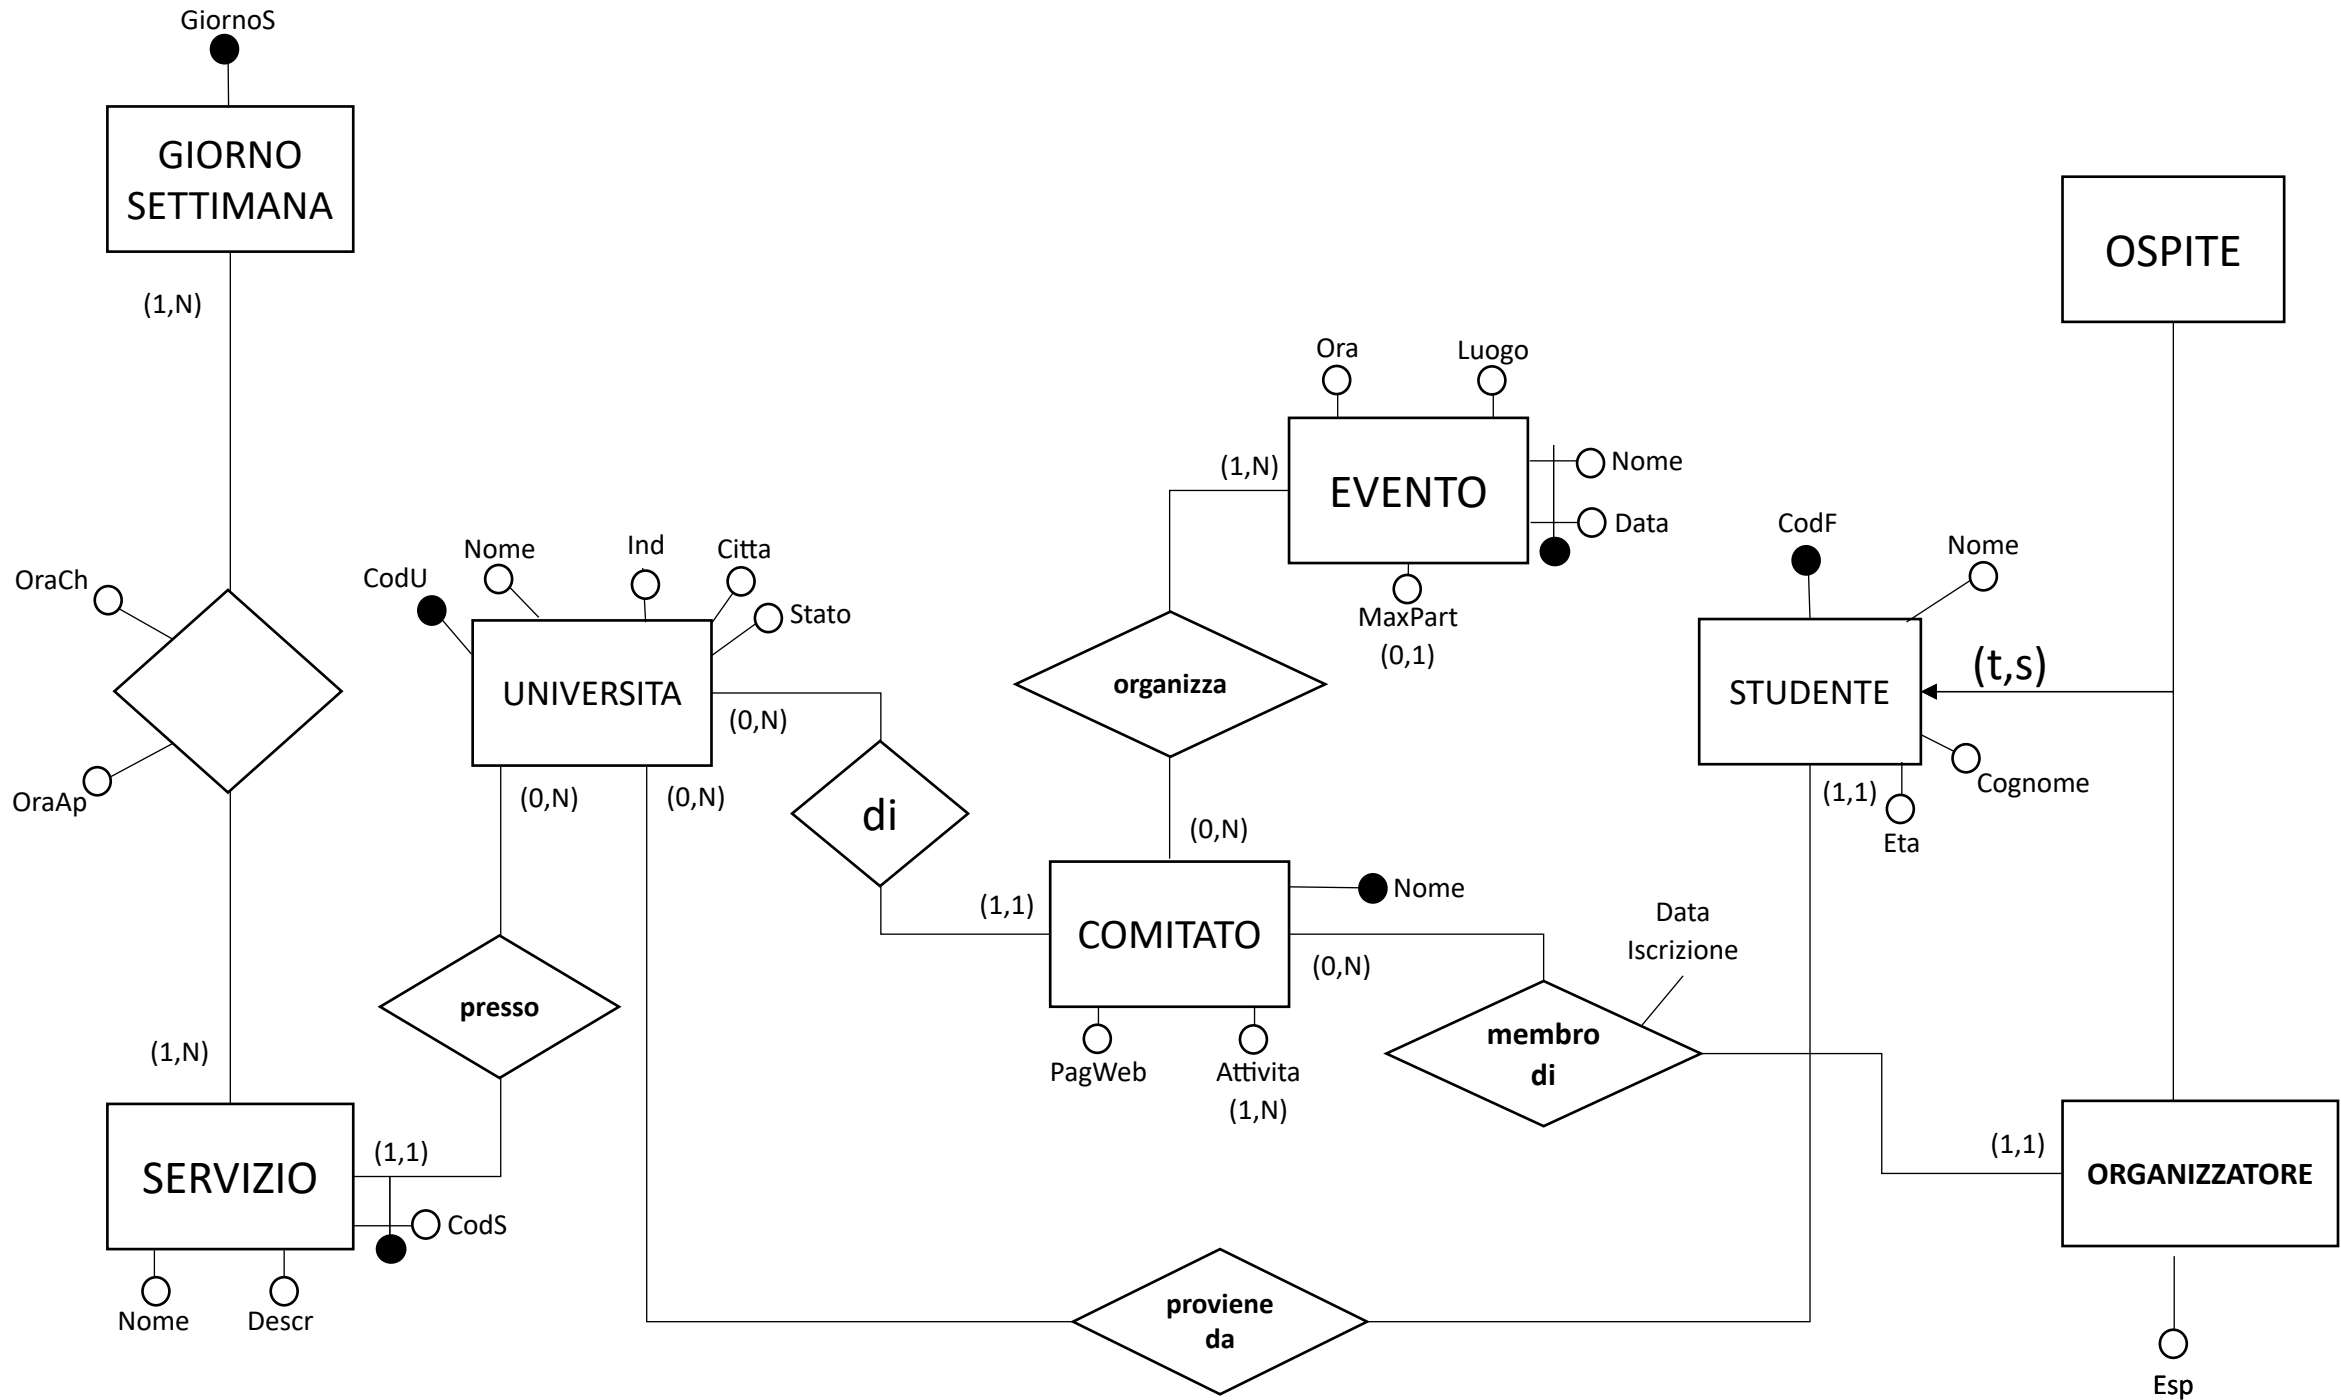 GiornoS
GIORNO
SETTIMANA
(1,N)
OraCh
OraAp
(1,N)
SERVIZIO
(1,1)
CodS
Nome
Descr
CodU
Nome
Ind
Citta
Stato
UNIVERSITA
(0,N)
(0,N)
(0,N)
presso
di
(1,1)
Ora
Luogo
(1,N)
EVENTO
Nome
Data
MaxPart
(0,1)
organizza
(0,N)
COMITATO
Nome
(0,N)
PagWeb
Attivita
(1,N)
Data
Iscrizione
membro
di
(1,1)
proviene
da
CodF
Nome
STUDENTE
(t,s)
(1,1)
Cognome
Eta
OSPITE
ORGANIZZATORE
Esp